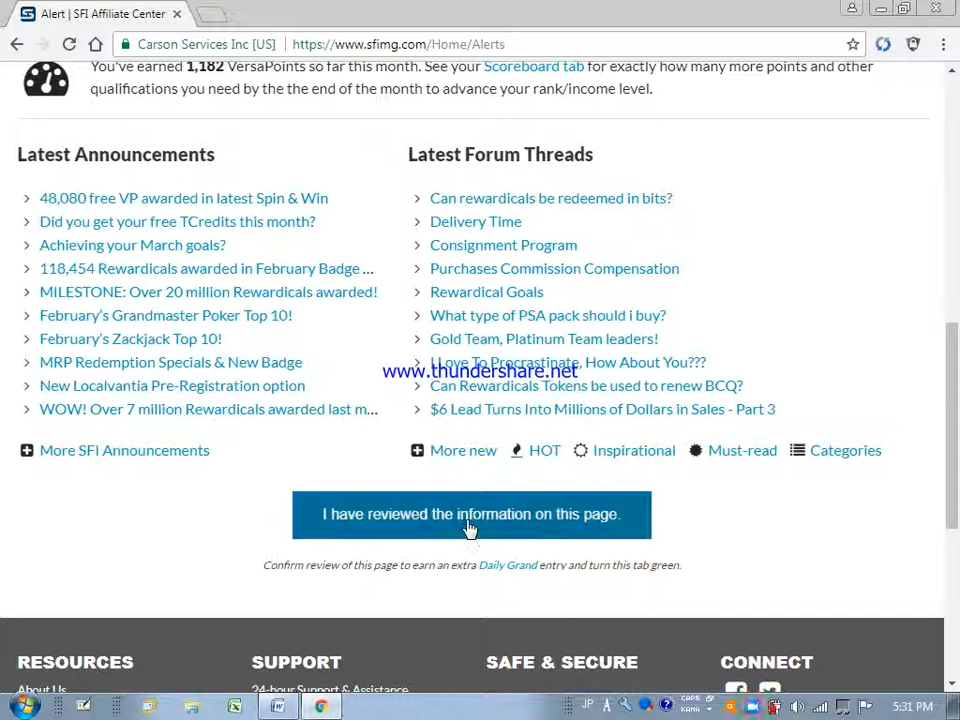 Alert | SFI Affiliate Center
Carson Services Inc [US] https://www.sfimg.com/Home/Alerts
You've earned 1,182 VersaPoints so far this month. See your Scoreboard tab for exactly how many more points and other
qualifications you need by the the end of the month to advance your rank/income level.
Latest Announcements
48,080 free VP awarded in latest Spin & Win
Did you get your free TCredits this month?
Achieving your March goals?
118,454 Rewardicals awarded in February Badge ...
MILESTONE: Over 20 million Rewardicals awarded!
February's Grandmaster Poker Top 10!
February's Zackjack Top 10!
MRP Redemption Specials & New Badge
New Localvantia Pre-Registration option
WOW! Over 7 million Rewardicals awarded last m...
More SFI Announcements
Latest Forum Threads
Can rewardicals be redeemed in bits?
Delivery Time
Consignment Program
Purchases Commission Compensation
Rewardical Goals
What type of PSA pack should i buy?
Gold Team, Platinum Team leaders!
I Love To Procrastinate, How About You???
www.thundershare.net
Can Rewardicals Tokens be used to renew BCQ?
$6 Lead Turns Into Millions of Dollars in Sales - Part 3
More new HOT Inspirational Must-read Categories
I have reviewed the information on this page.
Confirm review of this page to earn an extra Daily Grand entry and turn this tab green.
RESOURCES
About Us
SUPPORT
24-hour Support & Assistance
SAFE & SECURE
CONNECT
JP A CAPS KANA 5:31 PM